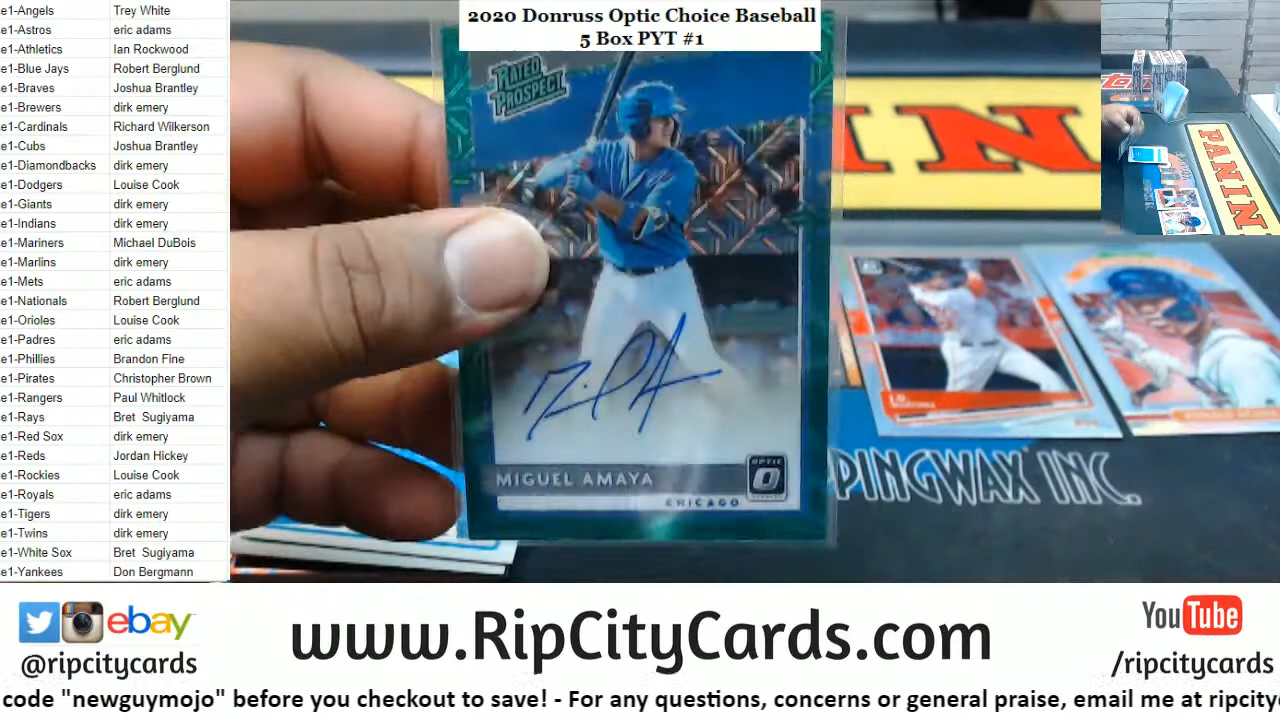 e1-Angels Trey White
e1-Astros eric adams
e1-Athletics Ian Rockwood
e1-Blue Jays Robert Berglund
e1-Braves Joshua Brantley
e1-Brewers dirk emery
e1-Cardinals Richard Wilkerson
e1-Cubs Joshua Brantley
e1-Diamondbacks dirk emery
e1-Dodgers Louise Cook
e1-Giants dirk emery
e1-Indians dirk emery
e1-Mariners Michael DuBois
e1-Marlins dirk emery
e1-Mets eric adams
e1-Nationals Robert Berglund
e1-Orioles Louise Cook
e1-Padres eric adams
e1-Phillies Brandon Fine
e1-Pirates Christopher Brown
e1-Rangers Paul Whitlock
e1-Rays Bret Sugiyama
e1-Red Sox dirk emery
e1-Reds Jordan Hickey
e1-Rockies Louise Cook
e1-Royals eric adams
e1-Tigers dirk emery
e1-Twins dirk emery
e1-White Sox Bret Sugiyama
e1-Yankees Don Bergmann
2020 Donruss Optic Choice Baseball
5 Box PYT #1
RATED
PROSPECT
MIGUEL AMAYA
OPTIC
CHICAGO
IN
PANIN
PINGWAX INC.
ebay
@ripcitycards
www.RipCityCards.com
YouTube
/ripcitycards
code "newguymojo" before you checkout to save! - For any questions, concerns or general praise, email me at ripcity